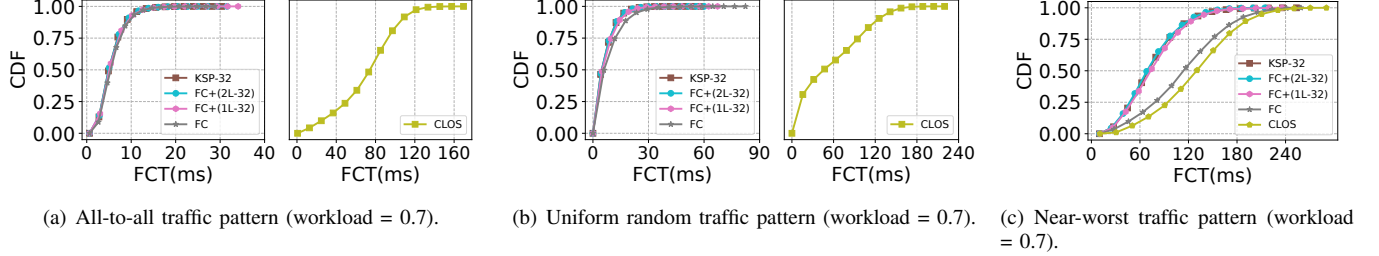 CDF
1.00
0.75
0.50
0.25
0.00
KSP-32
FC+(2L-32)
FC+(1L-32)
FC
0 10 20 30 40
FCT(ms)
CLOS
0 40 80 120 160
FCT(ms)
(a) All-to-all traffic pattern (workload = 0.7).
CDF
1.00
0.75
0.50
0.25
0.00
KSP-32
FC+(2L-32)
FC+(1L-32)
FC
0 30 60 90
FCT(ms)
CLOS
0 60 120 180 240
FCT(ms)
(b) Uniform random traffic pattern (workload = 0.7).
CDF
1.00
0.75
0.50
0.25
0.00
KSP-32
FC+(2L-32)
FC+(1L-32)
FC
CLOS
0 60 120 180 240
FCT(ms)
(c) Near-worst traffic pattern (workload
= 0.7).